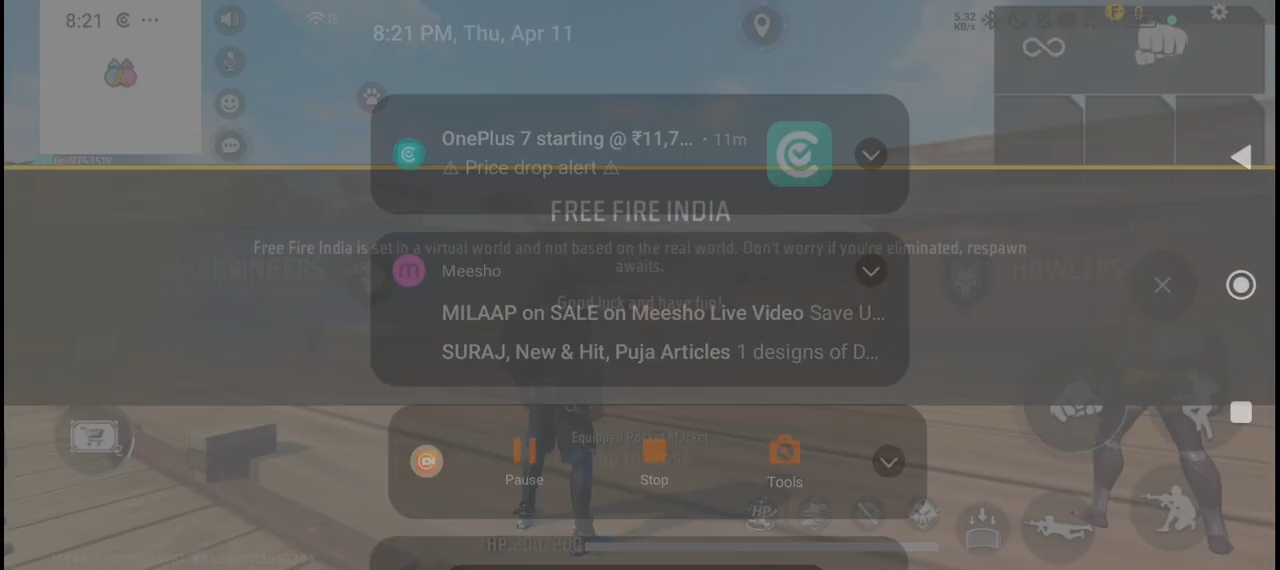 8:21
15
8:21 PM, Thu, Apr 11
5.32
KB/s
OnePlus 7 starting @ ₹11,7… • 11m
⚠ Price drop alert ⚠
FREE FIRE INDIA
Free Fire India is set in a virtual world and not based on the real world. Don't worry if you're eliminated, respawn
awaits.
HOWLERS
Meesho
Good luck and have fun!
MILAAP on SALE on Meesho Live Video Save U…
SURAJ, New & Hit, Puja Articles 1 designs of D…
Equipped Pocket Market
Pause
Stop
Tools
HP
HP 200/200